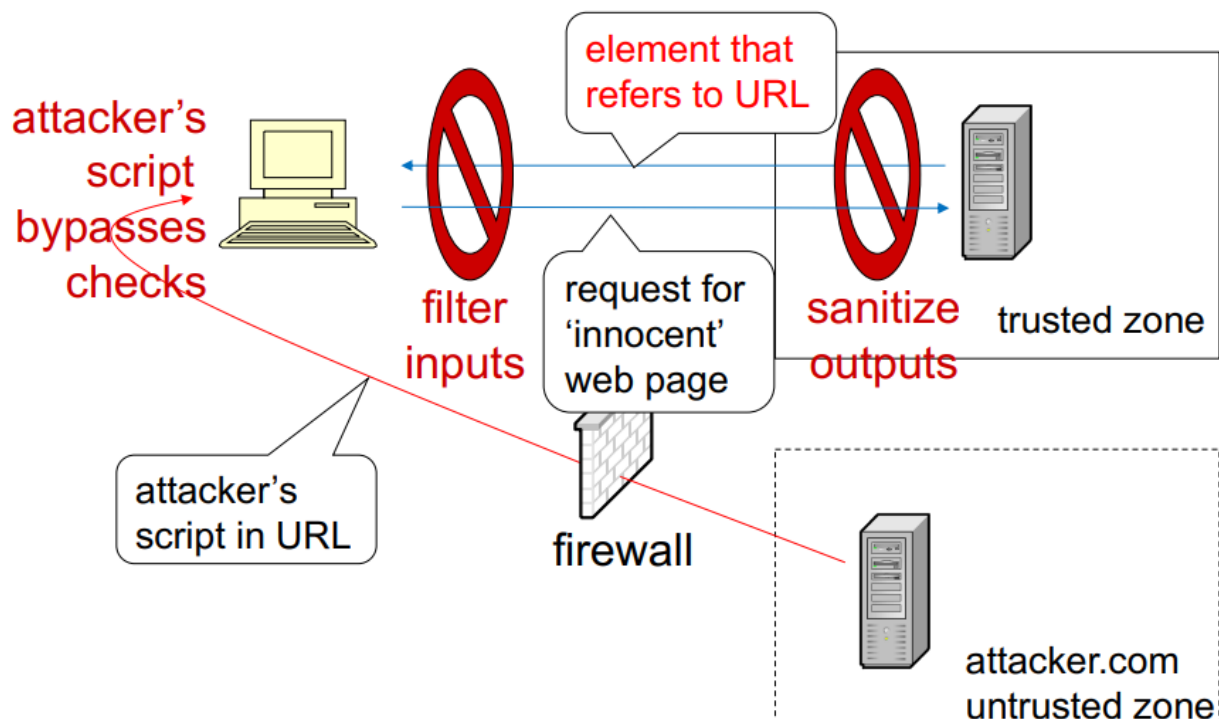 element that
refers to URL
attacker's
script
bypasses
checks
filter
inputs
request for
'innocent'
web page
sanitize
outputs
trusted zone
attacker's
script in URL
firewall
attacker.com
untrusted zone